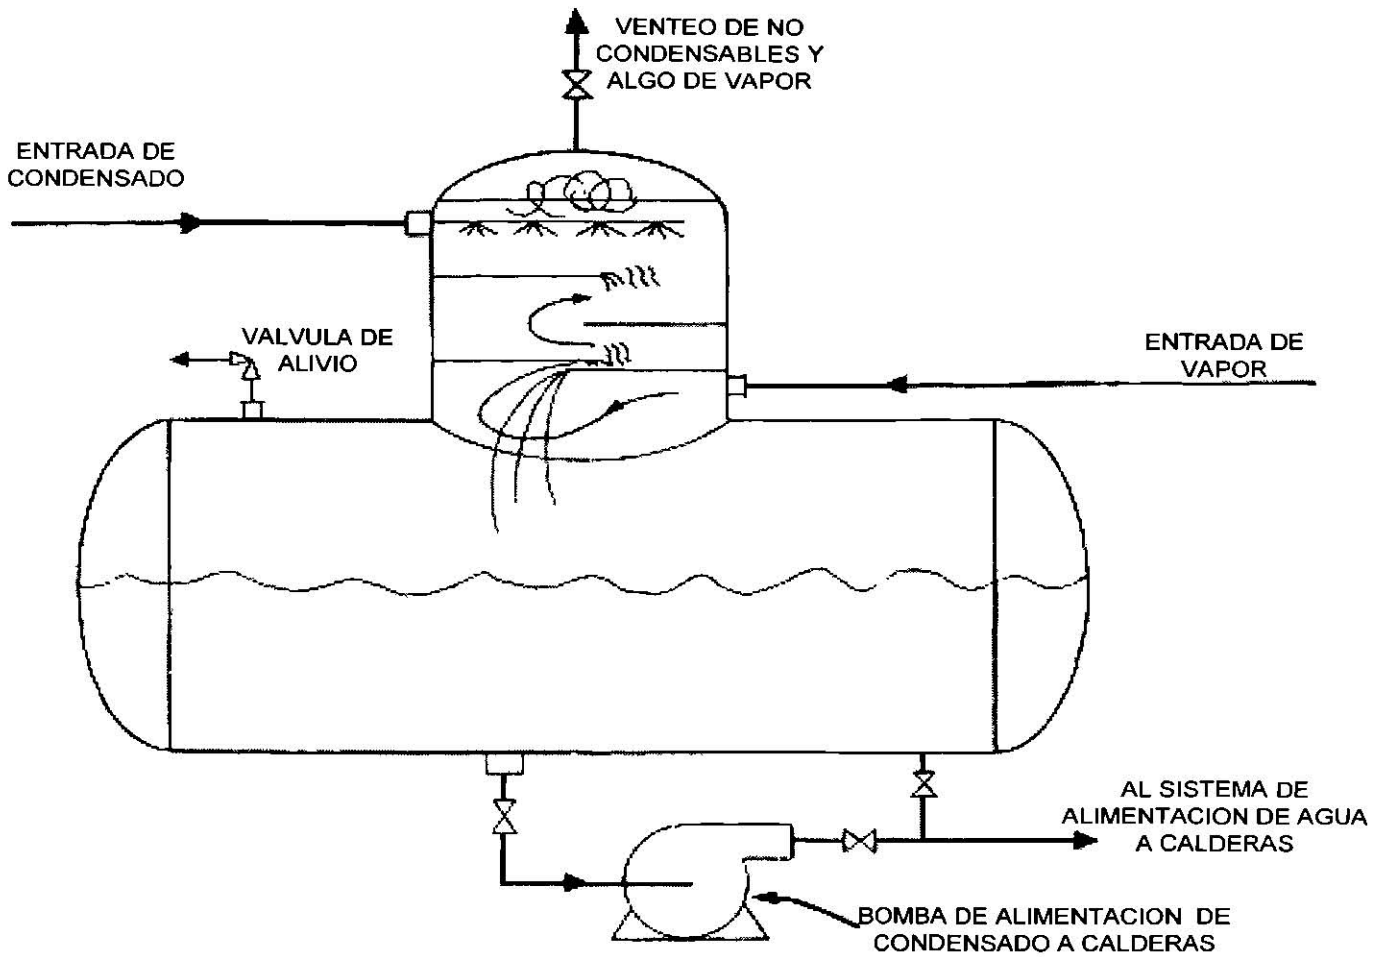 VENTEO DE NO
CONDENSABLES Y
ALGO DE VAPOR
ENTRADA DE
CONDENSADO
VALVULA DE
ALIVIO
ENTRADA DE
VAPOR
AL SISTEMA DE
ALIMENTACION DE AGUA
A CALDERAS
BOMBA DE ALIMENTACION DE
CONDENSADO A CALDERAS